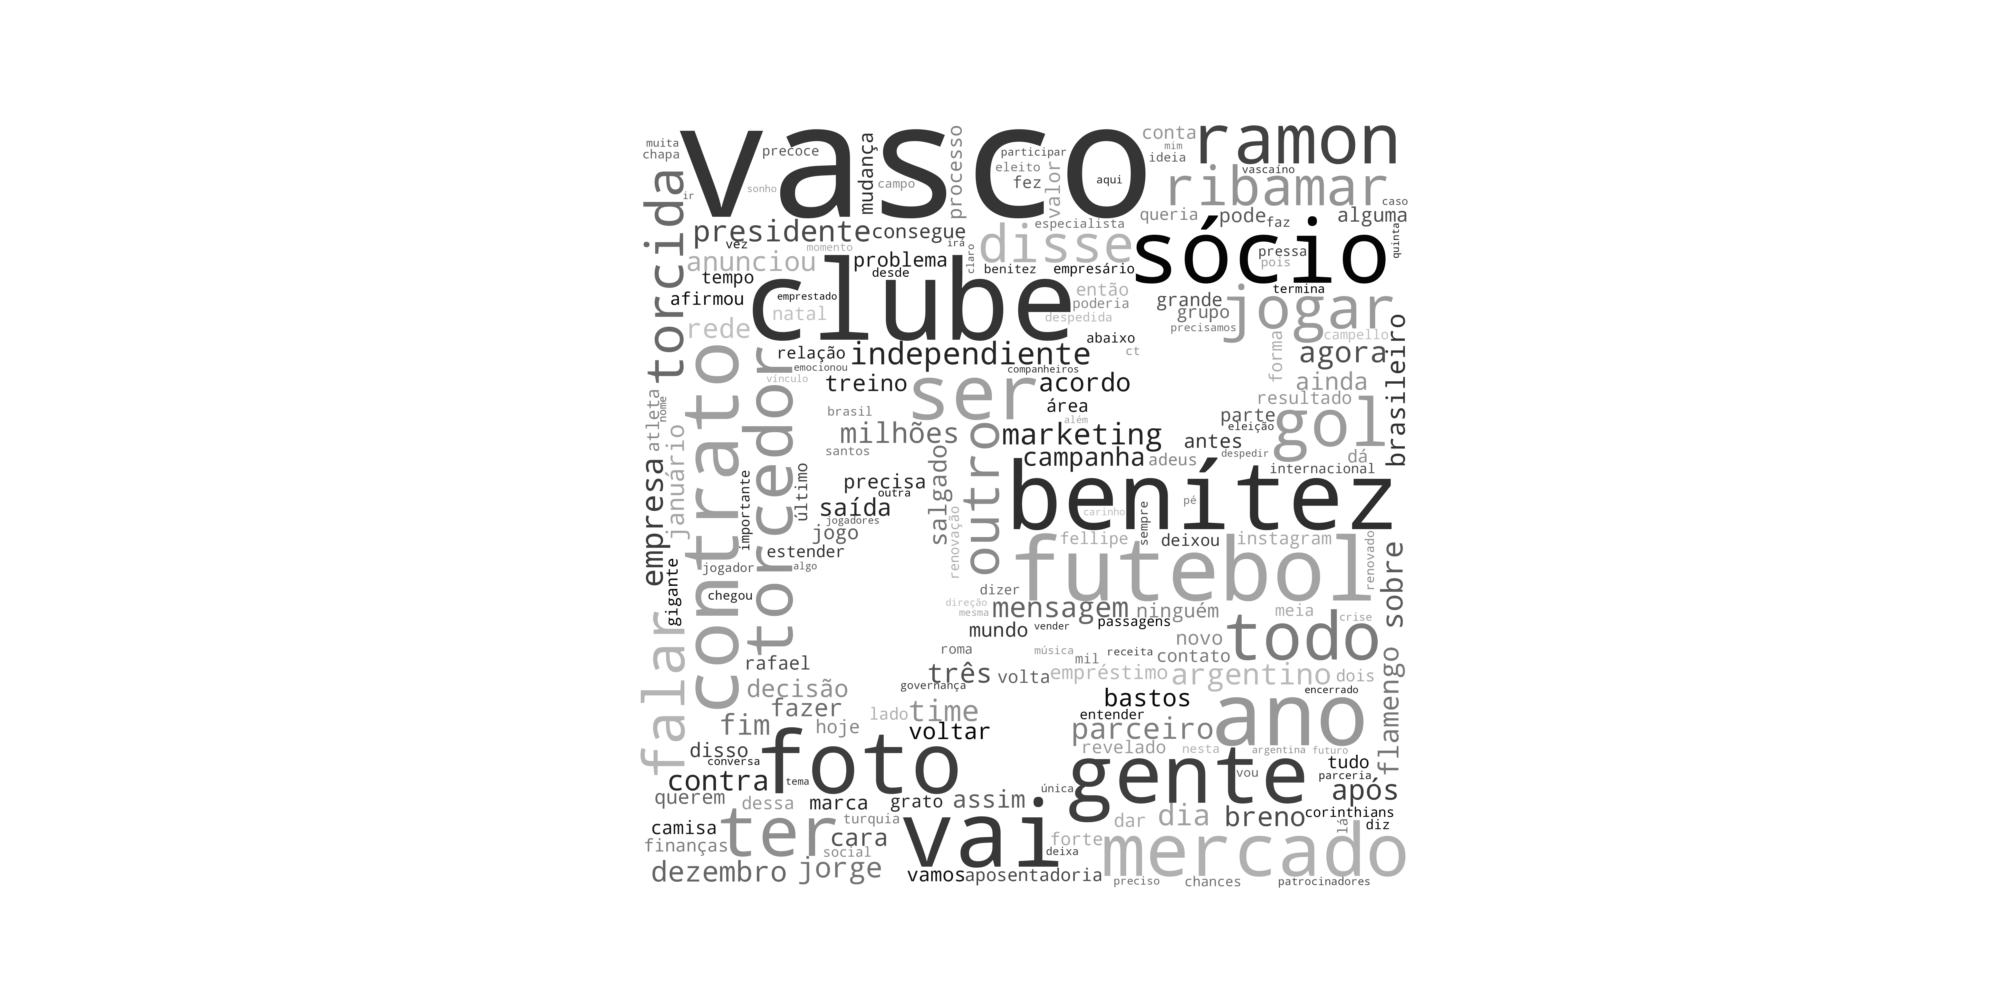 vasco
ramon
muita
chapa
precoce
mudança
processo
participar
conta
mim
ideia
eleito
fez
valor
aqui
vascaíno
ribamar
sonho
campo
ir
caso
torcida
presidente
consegue
vez
momento
irá
especialista
queria
pode
faz
alguma
disse
sócio
quinta
anunciou
problema
claro
pressa
pois
tempo
desde
benitez
empresário
clube
afirmou
emprestado
então
poderia
termina
grande
jogar
rede
natal
despedida
grupo
precisamos
campello
abaixo
ct
relação
independiente
forma
agora
brasileiro
emocionou
companheiros
contrato
torcedor
vínculo
treino
ser
acordo
ainda
atleta
nome
brasil
área
além
resultado
parte
gol
eleição
januário
milhões
outro
marketing
antes
santos
salgado
campanha
adeus
despedir
dá
internacional
empresa
importante
último
precisa
outra
benítez
saída
carinho
pé
sempre
jogadores
jogo
renovação
fellipe
deixou
instagram
estender
futebol
renovado
sobre
gigante
jogador
algo
chegou
dizer
direção
mesma
mensagem
ninguém
meia
crise
mundo
vender
passagens
novo
todo
falar
rafael
roma
música
mil
receita
contato
três
volta
empréstimo
argentino
dois
flamengo
decisão
governança
encerrado
fazer
bastos
ano
fim
hoje
lado
time
entender
parceiro
voltar
disso
conversa
foto
revelado
nesta
argentina
futuro
contra
tema
gente
vou
tudo
parceria
única
após
querem
dessa
marca
grato
assim
camisa
ter
turquia
vai
dar
dia
breno
corinthians
lá
diz
finanças
cara
social
forte
deixa
mercado
dezembro
jorge
vamos
aposentadoria
preciso
chances
patrocinadores